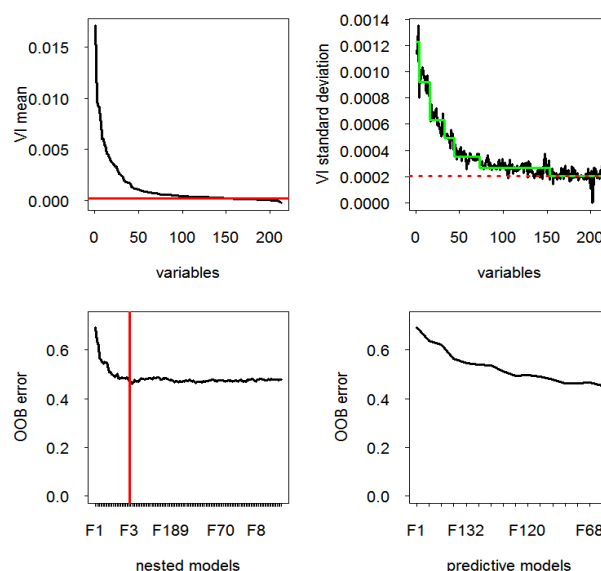 VI mean
0.015
0.010
0.005
0.000
0 50 100 150 200
variables
VI standard deviation
0.0014
0.0012
0.0010
0.0008
0.0006
0.0004
0.0002
0.0000
0 50 100 150 200
variables
OOB error
0.6
0.4
0.2
0.0
F1 F3 F189 F70 F8
nested models
OOB error
0.6
0.4
0.2
0.0
F1 F132 F120 F68
predictive models